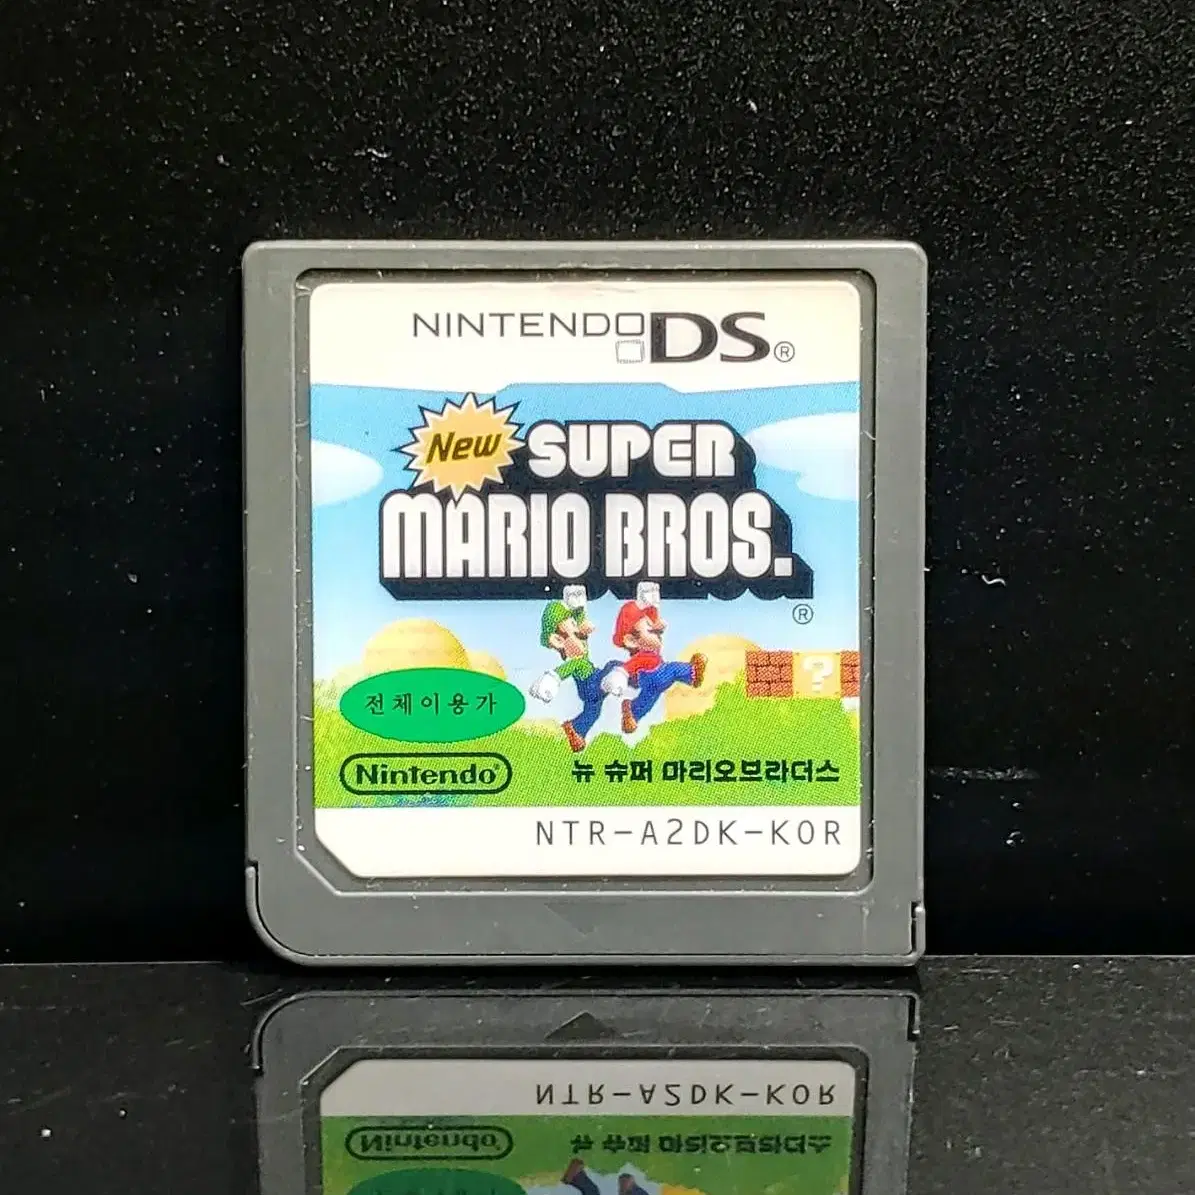 NINTENDO DS®
New SUPER
MARIO BROS.
®
?
전체이용가
Nintendo®
뉴 슈퍼 마리오브라더스
NTR-A2DK-KOR